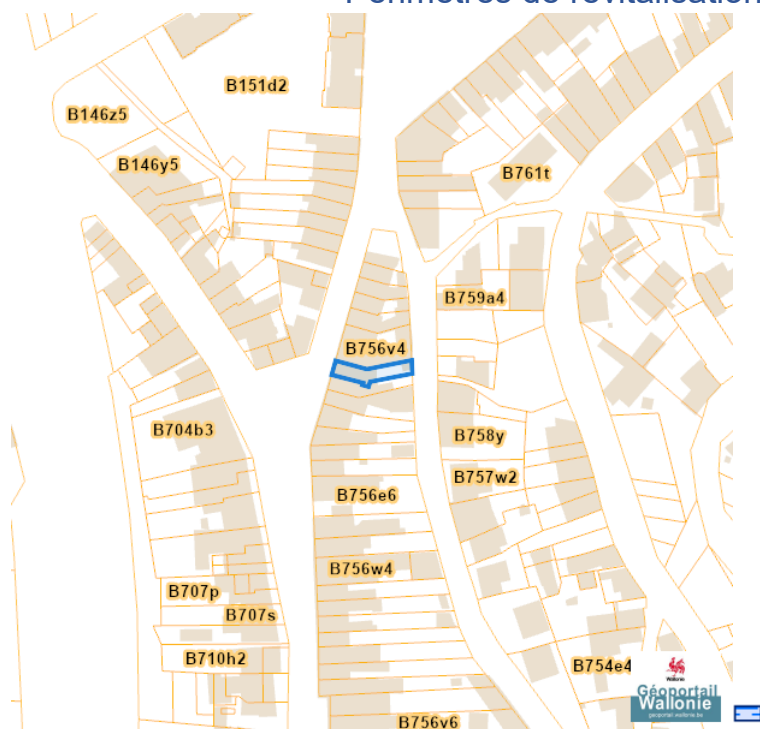 Périmètres de revitalisation
B151d2
B146z5
B146y5
B761t
B759a4
B756v4
B704b3
B758y
B757w2
B756e6
B756w4
B707p
B707s
B710h2
B754e4
B756v6
Wallonie
Géoportail
Wallonie
geoportail.wallonie.be